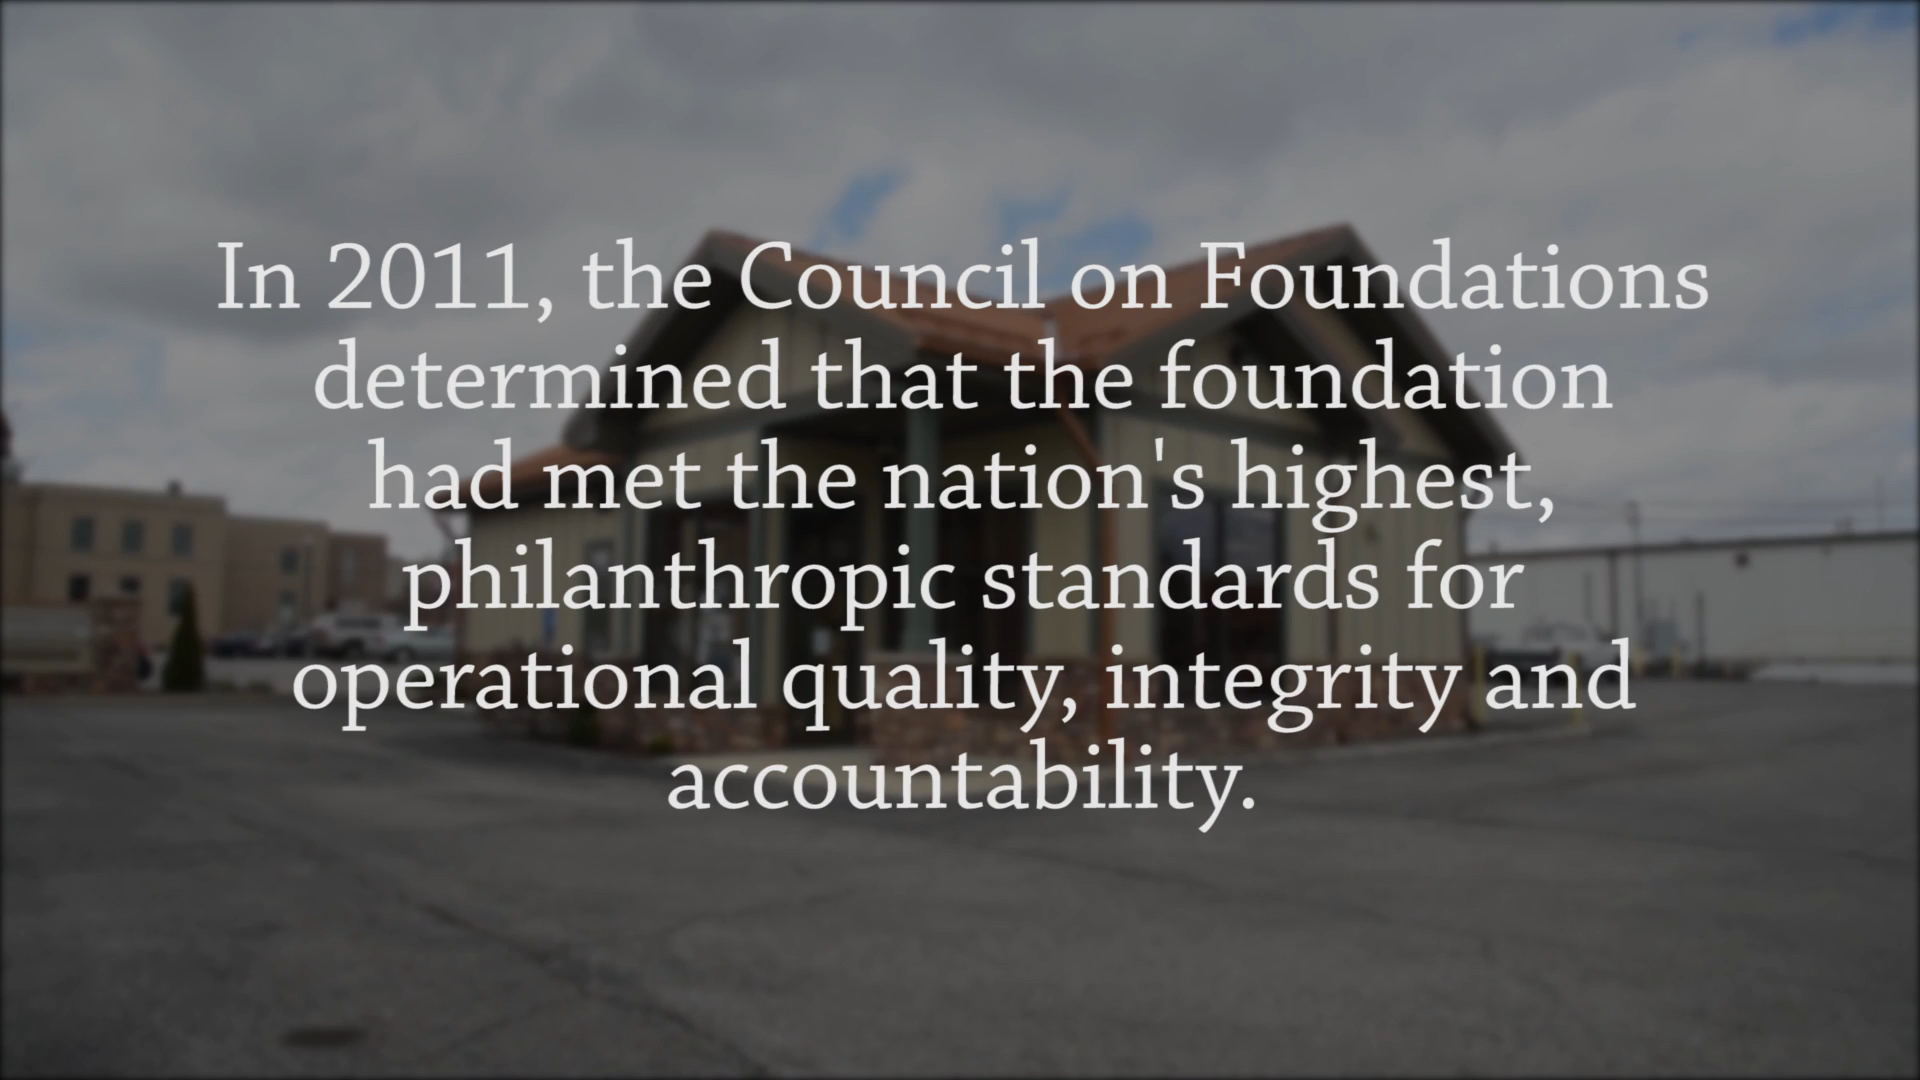 In 2011, the Council on Foundations
determined that the foundation
had met the nation's highest,
philanthropic standards for
operational quality, integrity and
accountability.